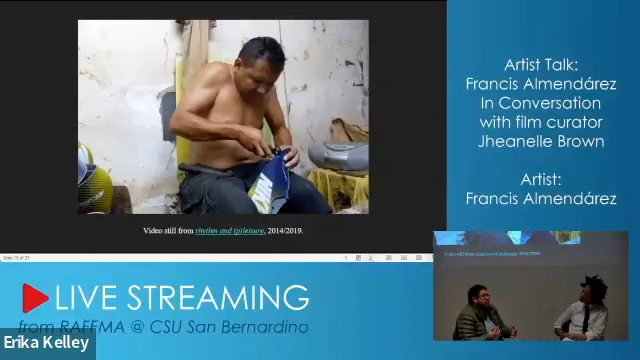 Video still from rhythm and (p)leisure, 2014/2019.
Artist Talk:
Francis Almendárez
In Conversation
with film curator
Jheanelle Brown
Artist:
Francis Almendárez
LIVE STREAMING
from RAFFMA @ CSU San Bernardino
Erika Kelley